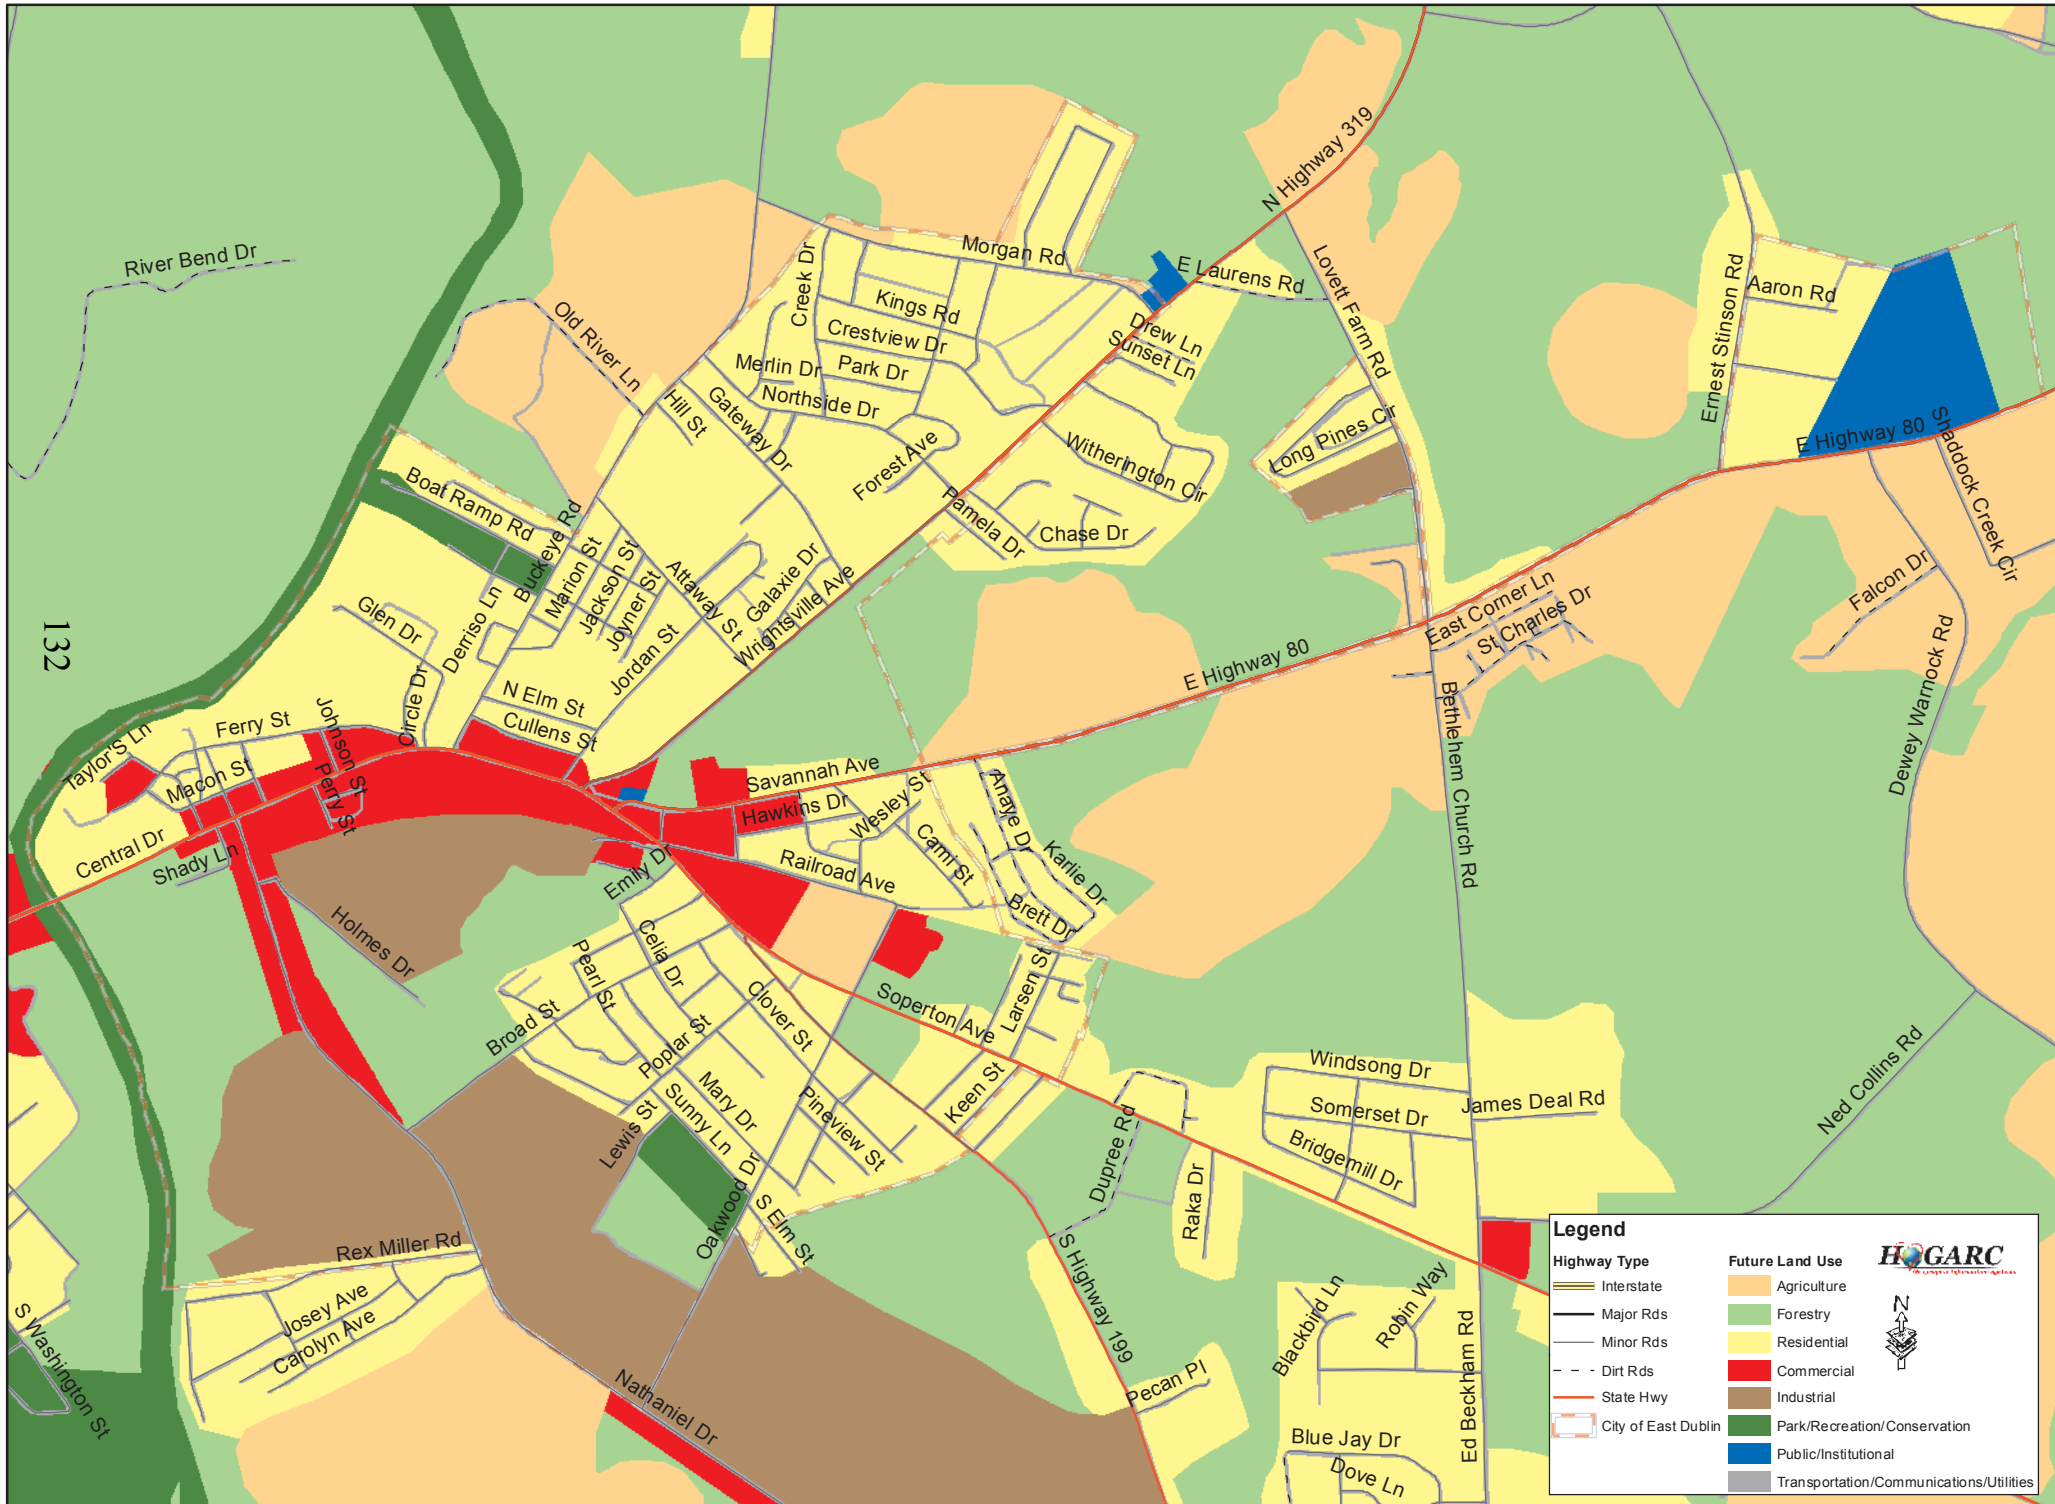 N Highway 319
River Bend Dr
Morgan Rd
E Laurens Rd
Creek Dr
Lovett Farm Rd
Ernest Stinson Rd
Aaron Rd
Kings Rd
Old River Ln
Crestview Dr
Drew Ln
Sunset Ln
Merlin Dr
Park Dr
Northside Dr
Hill St
Gateway Dr
Long Pines Cir
E Highway 80
Shaddock Creek Cir
Forest Ave
Witherington Cir
Boat Ramp Rd
Pamela Dr
Chase Dr
Buckeye Rd
Marion St
Jackson St
Joyner St
Attaway St
Galaxie Dr
Wrightsville Ave
Falcon Dr
East Corner Ln
St Charles Dr
132
Glen Dr
Derriso Ln
Jordan St
E Highway 80
Dewey Warnock Rd
Circle Dr
N Elm St
Cullens St
Bethlehem Church Rd
Ferry St
Johnson St
Taylor'S Ln
Macon St
Perry St
Savannah Ave
Hawkins Dr
Wesley St
Anaye Dr
Central Dr
Shady Ln
Emily Dr
Railroad Ave
Cami St
Karlie Dr
Brett Dr
Holmes Dr
Celia Dr
Pearl St
Clover St
Soperton Ave
Larsen St
Broad St
Poplar St
Windsong Dr
Ned Collins Rd
Keen St
Mary Dr
Sunny Ln
Pineview St
Somerset Dr
James Deal Rd
Lewis St
Dupree Rd
Bridgemill Dr
Raka Dr
Oakwood Dr
S Elm St
Rex Miller Rd
S Highway 199
Josey Ave
Carolyn Ave
S Washington St
Blackbird Ln
Robin Way
Ed Beckham Rd
Nathaniel Dr
Pecan Pl
Blue Jay Dr
Dove Ln
Legend
Highway Type
Interstate
Major Rds
Minor Rds
Dirt Rds
State Hwy
City of East Dublin
Future Land Use
Agriculture
Forestry
Residential
Commercial
Industrial
Park/Recreation/Conservation
Public/Institutional
Transportation/Communications/Utilities
HOGARC
N